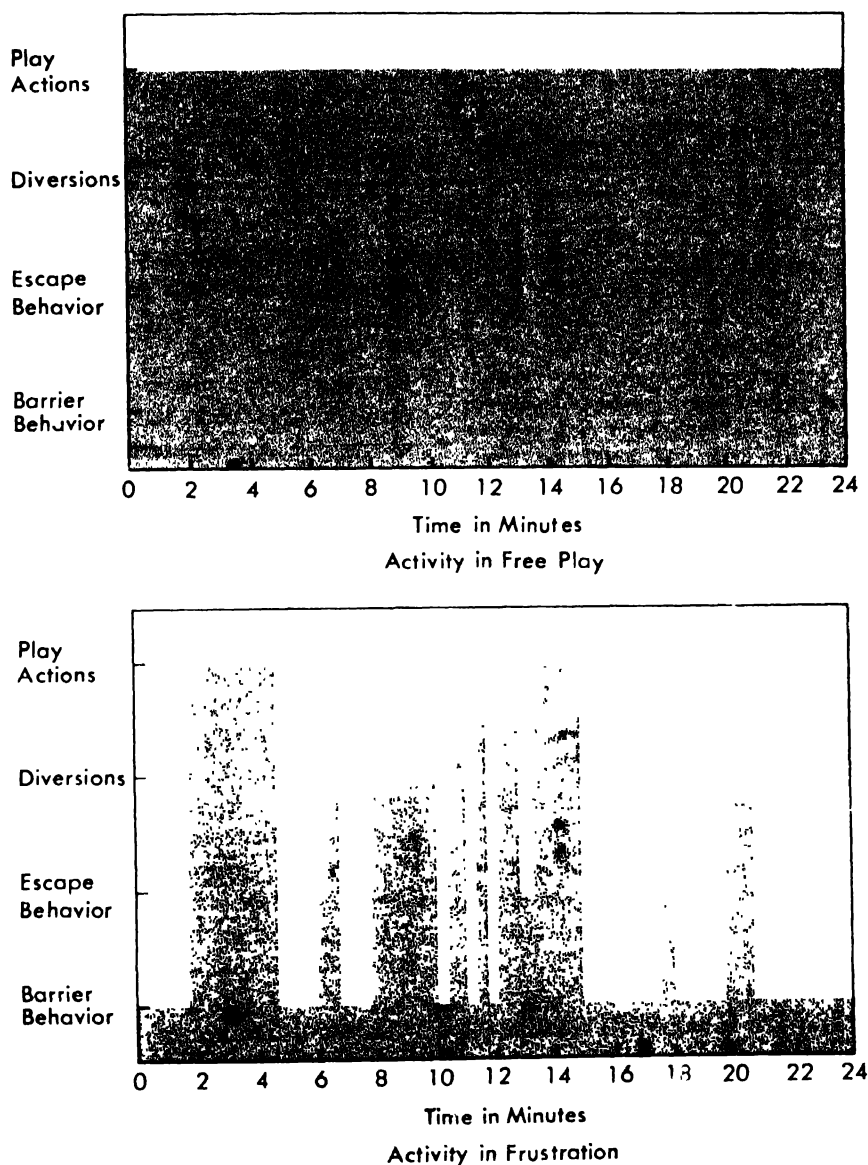 Play
Actions
Diversions
Escape
Behavior
Barrier
Behavior
0 2 4 6 8 10 12 14 16 18 20 22 24
Time in Minutes
Activity in Free Play
Play
Actions
Diversions
Escape
Behavior
Barrier
Behavior
0 2 4 6 8 10 12 14 16 18 20 22 24
Time in Minutes
Activity in Frustration